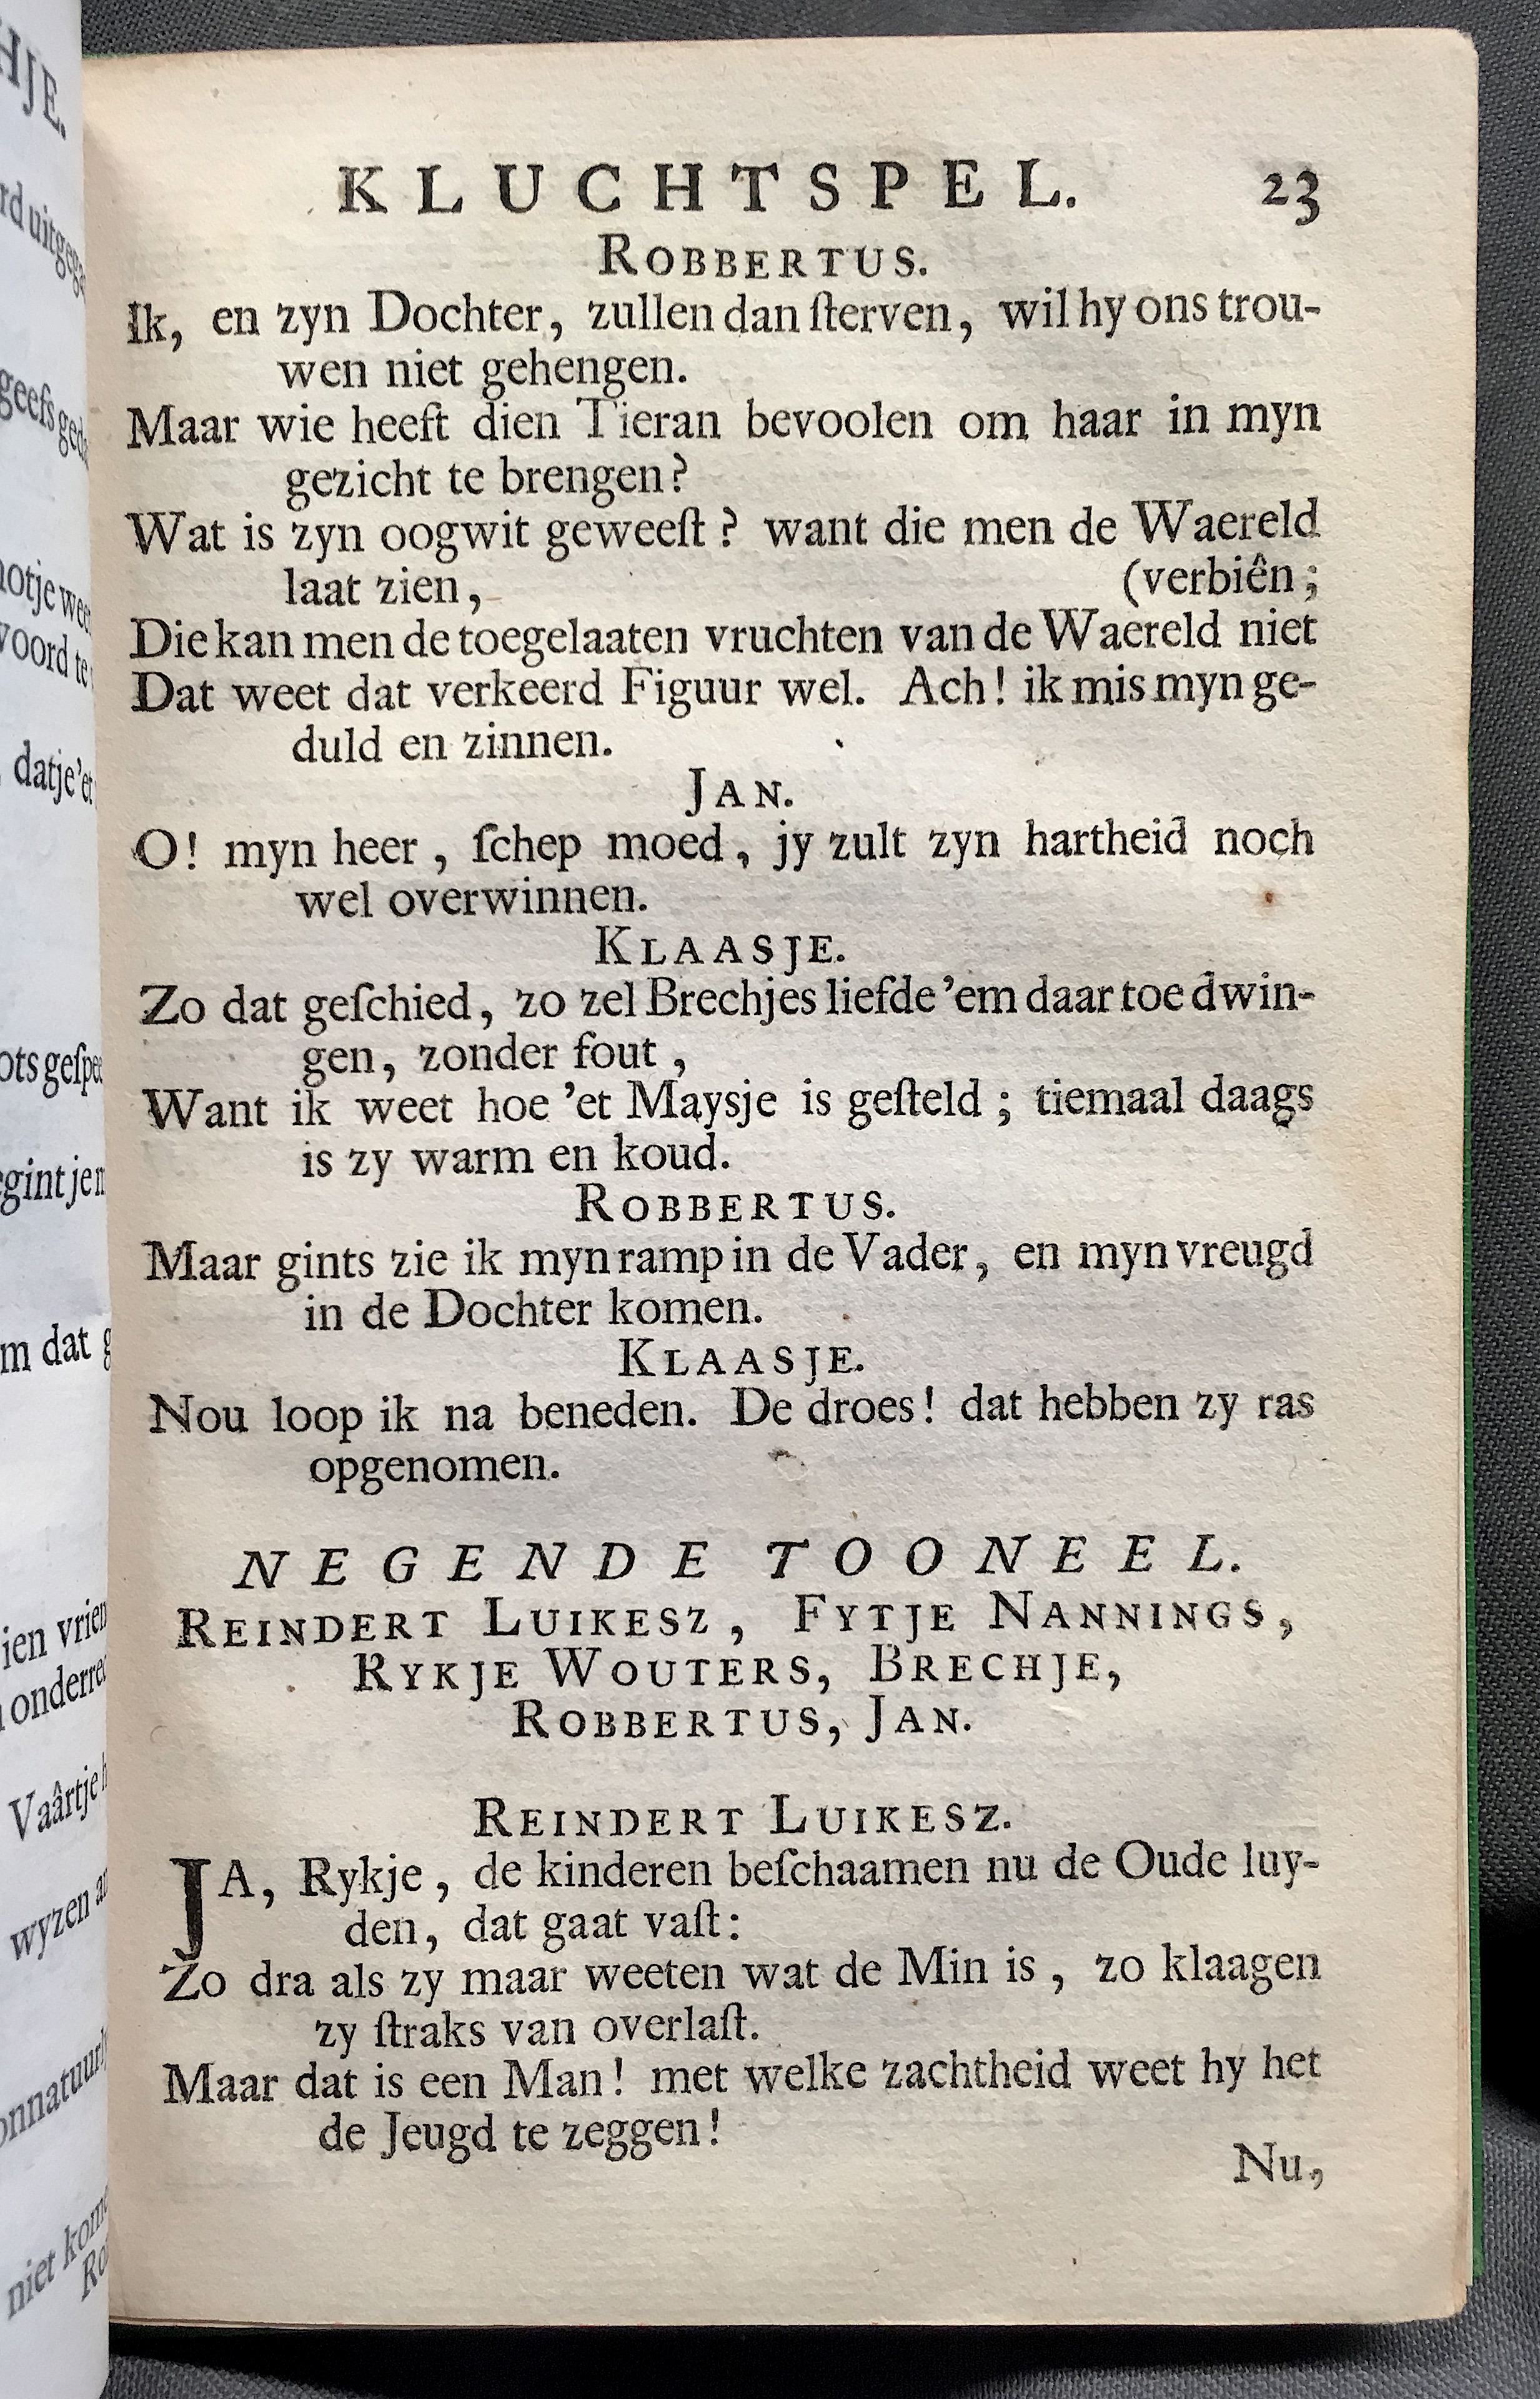 KLUCHTSPEL. 23
ROBBERTUS.
Ik, en zyn Dochter, zullen dan ſterven, wil hy ons trou-
wen niet gehengen.
Maar wie heeft dien Tieran bevoolen om haar in myn
gezicht te brengen?
Wat is zyn oogwit geweeſt? want die men de Waereld
laat zien, (verbiên;
Die kan men de toegelaaten vruchten van de Waereld niet
Dat weet dat verkeerd Figuur wel. Ach! ik mis myn ge-
duld en zinnen.
JAN.
O! myn heer, ſchep moed, jy zult zyn hartheid noch
wel overwinnen.
KLAASJE.
Zo dat geſchied, zo zel Brechjes liefde 'em daar toe dwin-
gen, zonder fout,
Want ik weet hoe 'et Maysje is geſteld; tiemaal daags
is zy warm en koud.
ROBBERTUS.
Maar gints zie ik myn ramp in de Vader, en myn vreugd
in de Dochter komen.
KLAASJE.
Nou loop ik na beneden. De droes! dat hebben zy ras
opgenomen.
NEGENDE TOONEEL.
REINDERT LUIKESZ, FYTJE NANNINGS,
RYKJE WOUTERS, BRECHJE,
ROBBERTUS, JAN.
REINDERT LUIKESZ.
JA, Rykje, de kinderen beſchaamen nu de Oude luy-
den, dat gaat vaſt:
Zo dra als zy maar weeten wat de Min is, zo klaagen
zy ſtraks van overlaſt.
Maar dat is een Man! met welke zachtheid weet hy het
de Jeugd te zeggen!
Nu,